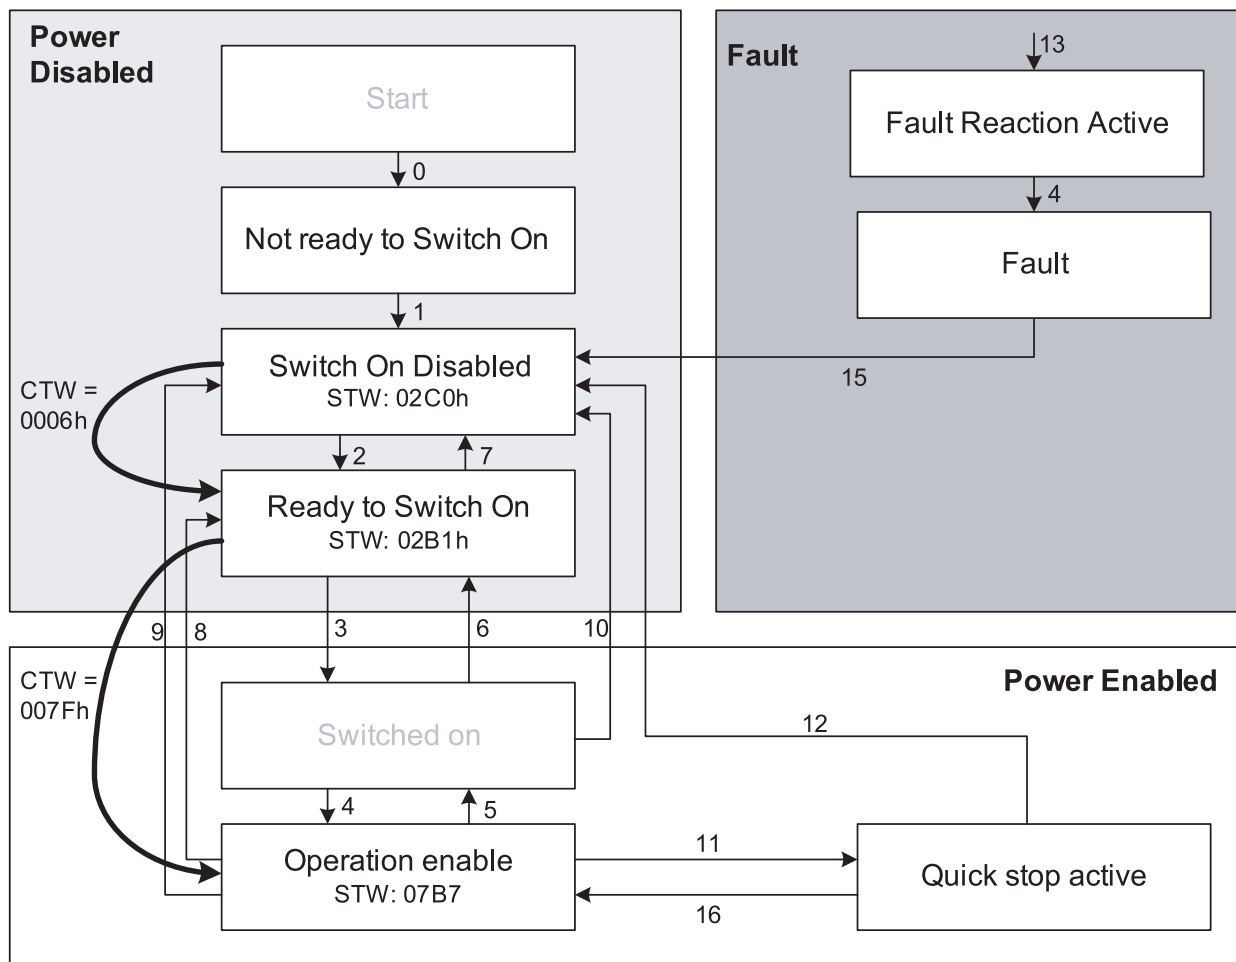 Power
Disabled
Start
0
Not ready to Switch On
1
Switch On Disabled
STW: 02C0h
CTW =
0006h
2
7
Ready to Switch On
STW: 02B1h
9
8
3
6
10
Fault
13
Fault Reaction Active
4
Fault
15
CTW =
007Fh
Power Enabled
Switched on
12
4
5
Operation enable
STW: 07B7
11
16
Quick stop active